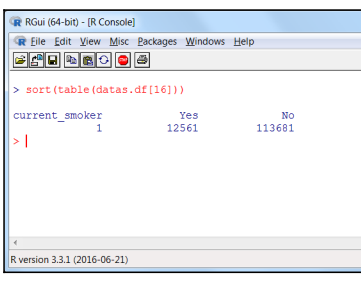 RGui (64-bit) - [R Console]
File Edit View Misc Packages Windows Help
> sort(table(datas.df[16]))
current_smoker Yes No
1 12561 113681
>
R version 3.3.1 (2016-06-21)